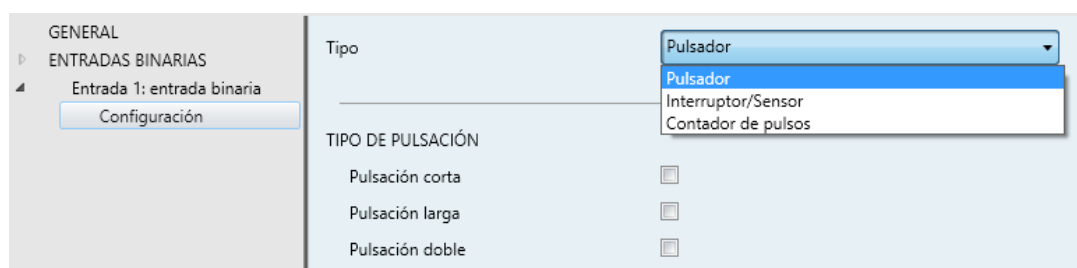 GENERAL
ENTRADAS BINARIAS
Entrada 1: entrada binaria
Configuración
Tipo
Pulsador
Pulsador
Interruptor/Sensor
Contador de pulsos
TIPO DE PULSACIÓN
Pulsación corta
Pulsación larga
Pulsación doble